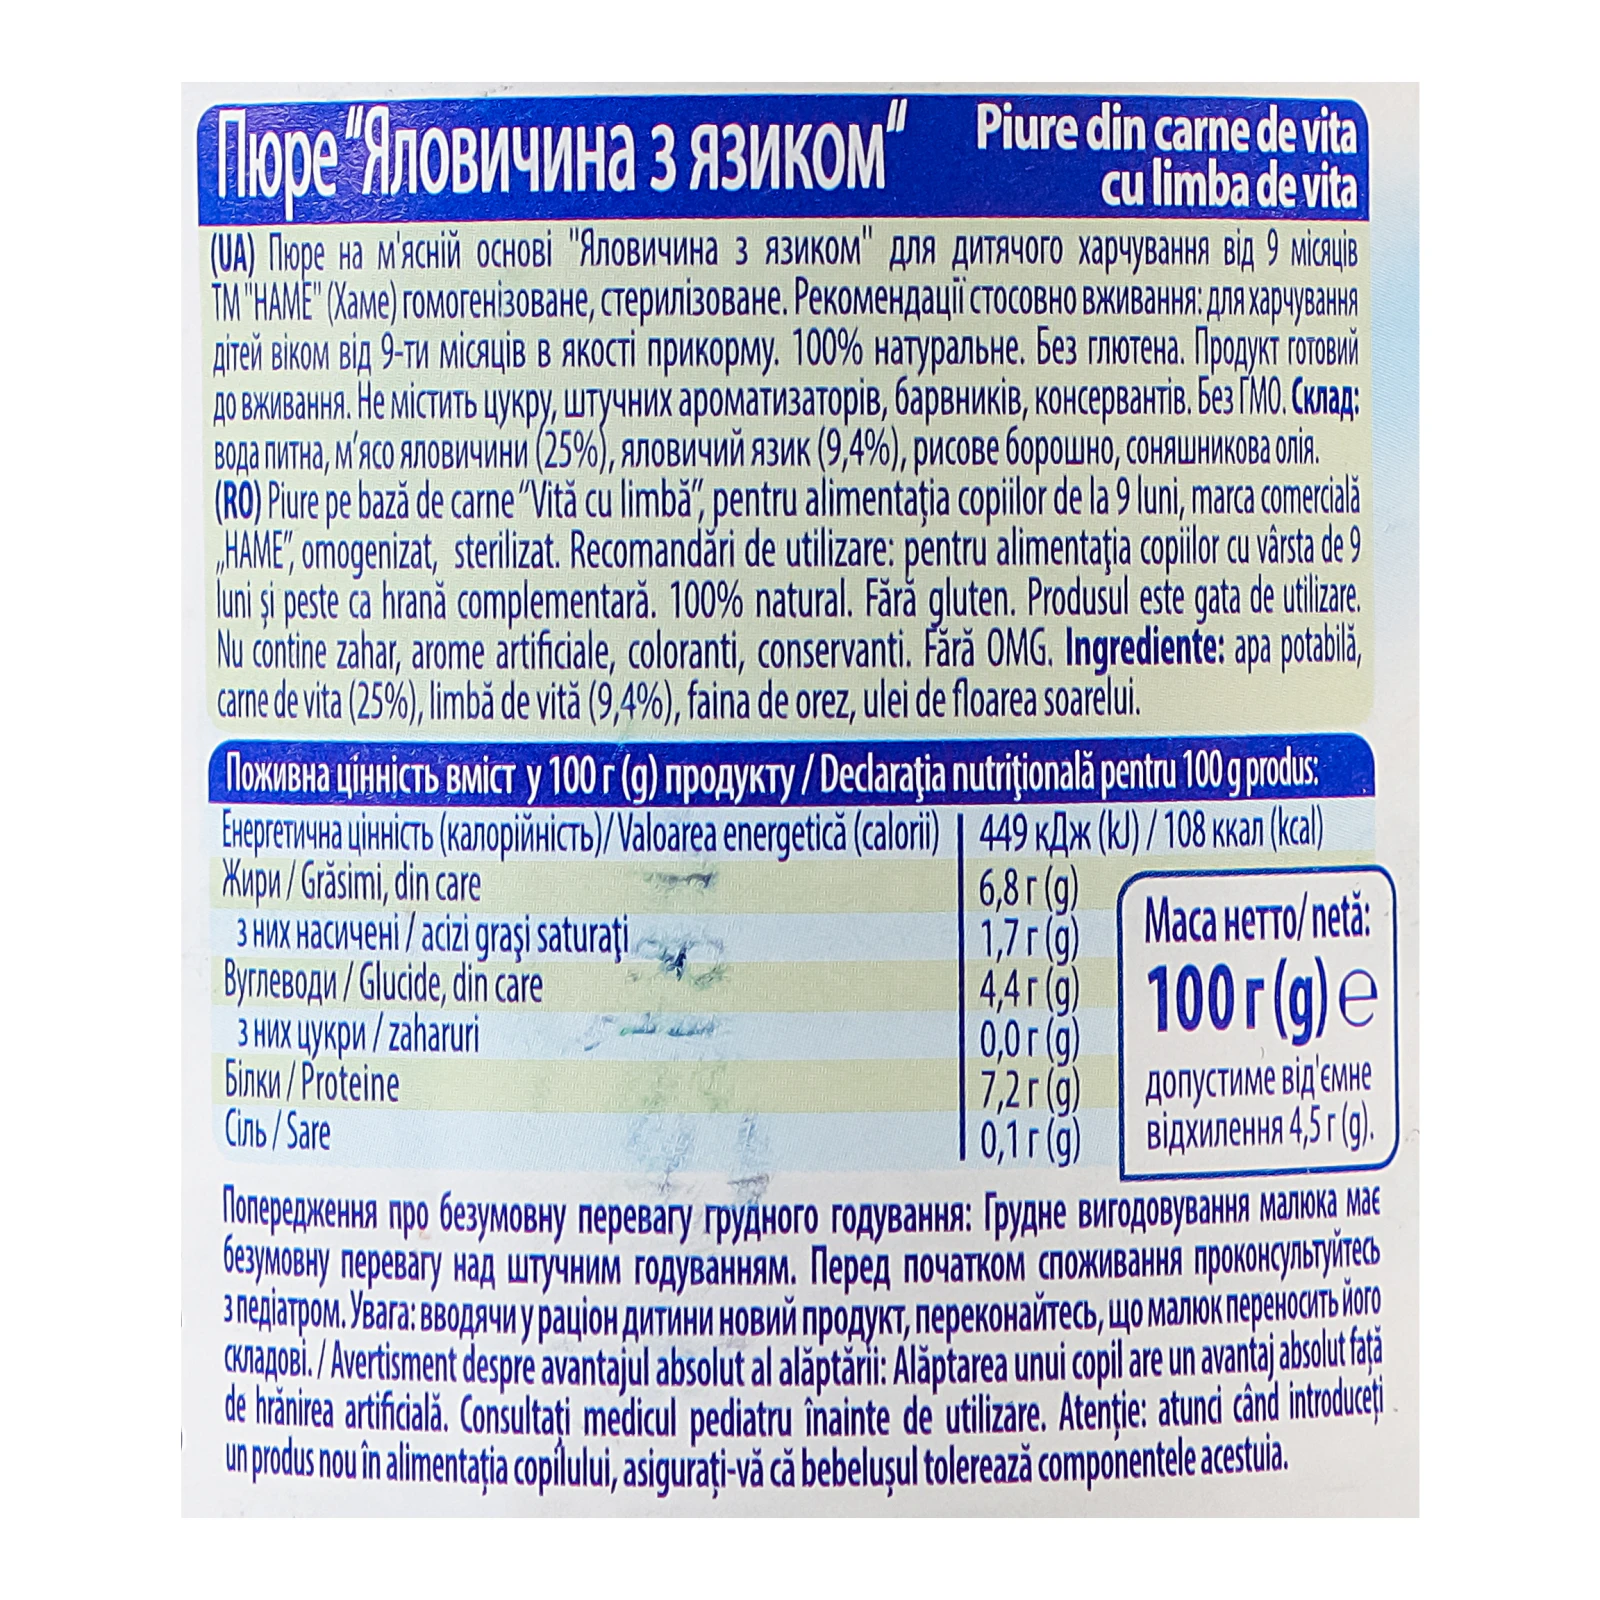 Пюре "Яловичина з язиком"
Piure din carne de vita
cu limba de vita
(UA) Пюре на м'ясній основі "Яловичина з язиком" для дитячого харчування від 9 місяців
ТМ "HAME" (Хаме) гомогенізоване, стерилізоване. Рекомендації стосовно вживання: для харчування
дітей віком від 9-ти місяців в якості прикорму. 100% натуральне. Без глютена. Продукт готовий
до вживання. Не містить цукру, штучних ароматизаторів, барвників, консервантів. Без ГМО. Склад:
вода питна, м'ясо яловичини (25%), яловичий язик (9,4%), рисове борошно, соняшникова олія.
(RO) Piure pe bază de carne "Vită cu limbă", pentru alimentația copiilor de la 9 luni, marca comercială
„HAME", omogenizat, sterilizat. Recomandări de utilizare: pentru alimentaţia copiilor cu vârsta de 9
luni și peste ca hrană complementară. 100% natural. Fără gluten. Produsul este gata de utilizare.
Nu contine zahar, arome artificiale, coloranti, conservanti. Fără OMG. Ingrediente: apa potabilă,
carne de vita (25%), limbă de vită (9,4%), faina de orez, ulei de floarea soarelui.
Поживна цінність вміст у 100 г (g) продукту / Declaraţia nutriţională pentru 100 g produs:
Енергетична цінність (калорійність)/ Valoarea energetică (calorii) 449 кДж (kJ) / 108 ккал (kcal)
Жири / Grăsimi, din care 6,8 г (g)
з них насичені / acizi graşi saturaţi 1,7 г (g)
Вуглеводи / Glucide, din care 4,4 г (g)
з них цукри / zaharuri 0,0 г (g)
Білки / Proteine 7,2 г (g)
Сіль / Sare 0,1 г (g)
Маса нетто/ netă:
100 г (g) ℮
допустиме від'ємне
відхилення 4,5 г (g).
Попередження про безумовну перевагу грудного годування: Грудне вигодовування малюка має
безумовну перевагу над штучним годуванням. Перед початком споживання проконсультуйтесь
з педіатром. Увага: вводячи у раціон дитини новий продукт, переконайтесь, що малюк переносить його
складові. / Avertisment despre avantajul absolut al alăptării: Alăptarea unui copil are un avantaj absolut față
de hrănirea artificială. Consultați medicul pediatru înainte de utilizare. Atenție: atunci când introduceți
un produs nou în alimentația copilului, asigurați-vă că bebelușul tolerează componentele acestuia.